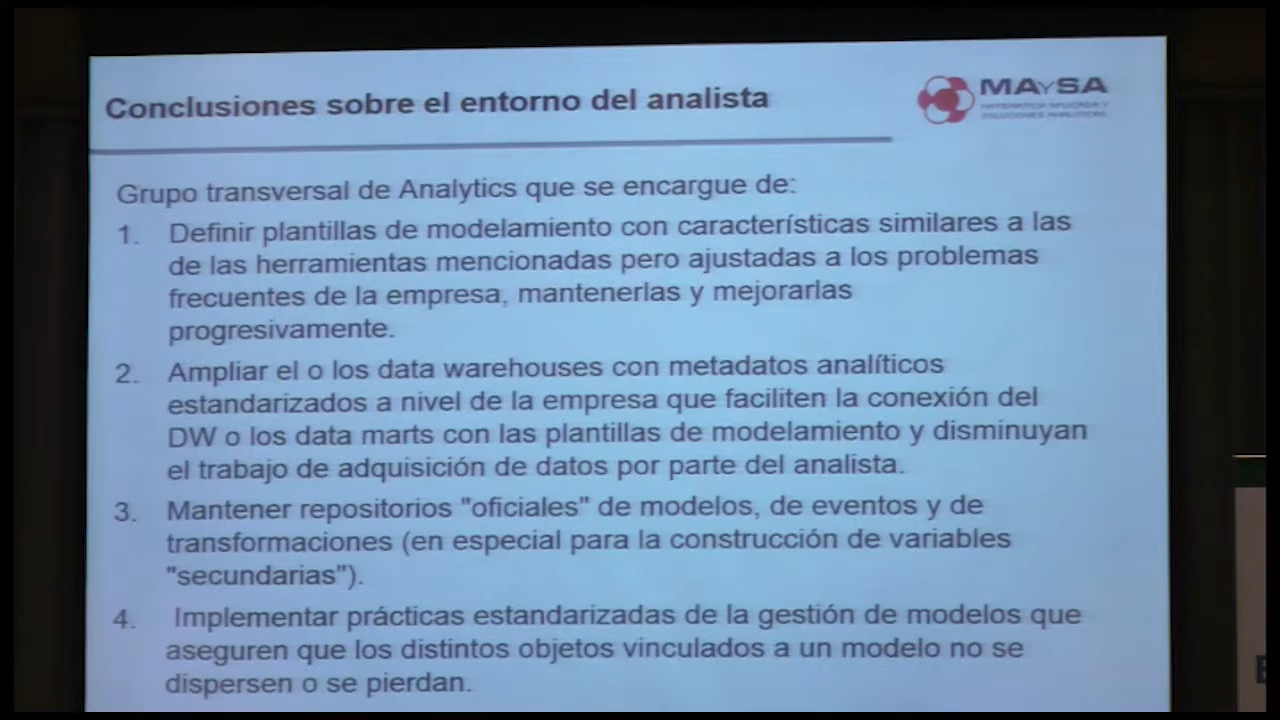 Conclusiones sobre el entorno del analista
MAySA
MATEMÁTICA APLICADA Y
SOLUCIONES ANALÍTICAS
Grupo transversal de Analytics que se encargue de:
1. Definir plantillas de modelamiento con características similares a las
de las herramientas mencionadas pero ajustadas a los problemas
frecuentes de la empresa, mantenerlas y mejorarlas
progresivamente.
2. Ampliar el o los data warehouses con metadatos analíticos
estandarizados a nivel de la empresa que faciliten la conexión del
DW o los data marts con las plantillas de modelamiento y disminuyan
el trabajo de adquisición de datos por parte del analista.
3. Mantener repositorios "oficiales" de modelos, de eventos y de
transformaciones (en especial para la construcción de variables
"secundarias").
4. Implementar prácticas estandarizadas de la gestión de modelos que
aseguren que los distintos objetos vinculados a un modelo no se
dispersen o se pierdan.